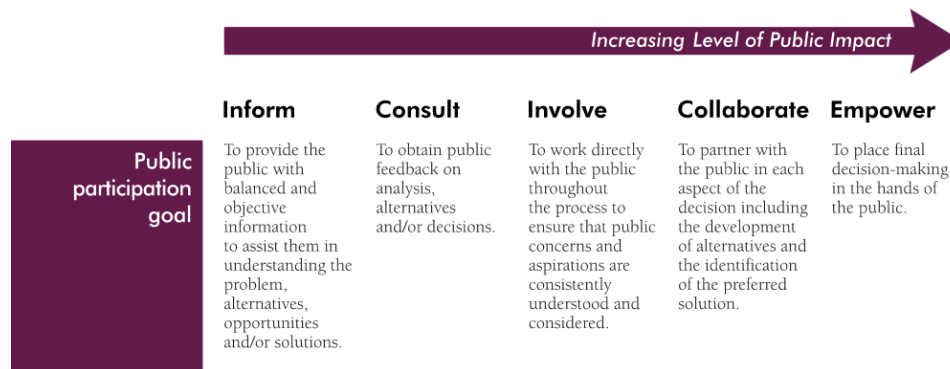 Increasing Level of Public Impact
Inform
Consult
Involve
Collaborate
Empower
Public
participation
goal
To provide the
public with
balanced and
objective
information
to assist them in
understanding the
problem,
alternatives,
opportunities
and/or solutions.
To obtain public
feedback on
analysis,
alternatives
and/or decisions.
To work directly
with the public
throughout
the process to
ensure that public
concerns and
aspirations are
consistently
understood and
considered.
To partner with
the public in each
aspect of the
decision including
the development
of alternatives and
the identification
of the preferred
solution.
To place final
decision-making
in the hands of
the public.